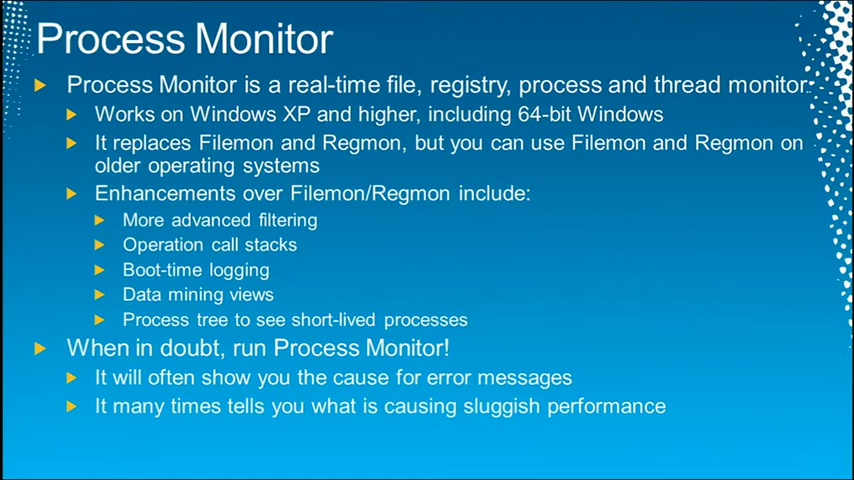 Process Monitor
Process Monitor is a real-time file, registry, process and thread monitor
Works on Windows XP and higher, including 64-bit Windows
It replaces Filemon and Regmon, but you can use Filemon and Regmon on
older operating systems
Enhancements over Filemon/Regmon include:
More advanced filtering
Operation call stacks
Boot-time logging
Data mining views
Process tree to see short-lived processes
When in doubt, run Process Monitor!
It will often show you the cause for error messages
It many times tells you what is causing sluggish performance